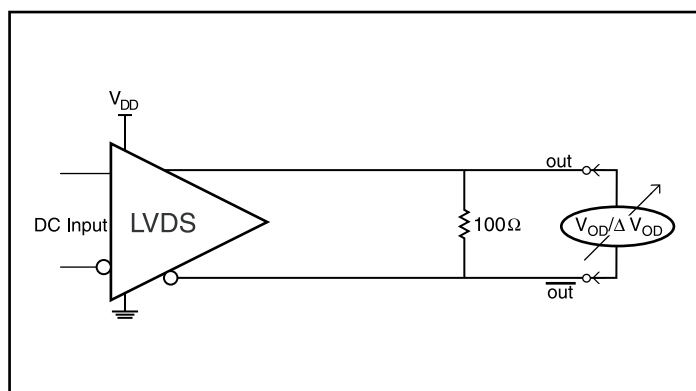 V_DD
out
DC Input
LVDS
100Ω
V_OD/Δ V_OD
out